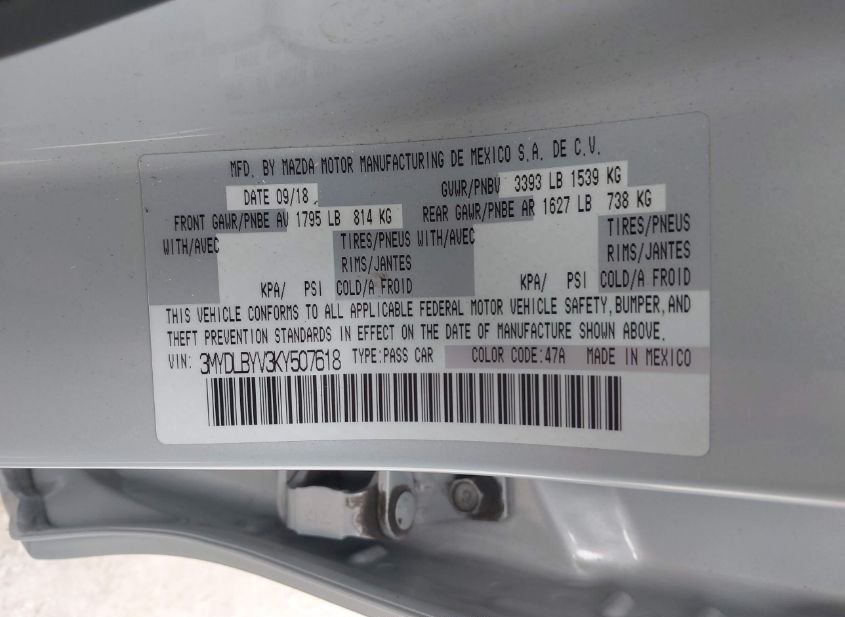 MFD. BY MAZDA MOTOR MANUFACTURING DE MEXICO S.A. DE C.V.
DATE 09/18 GVWR/PNBV 3393 LB 1539 KG
FRONT GAWR/PNBE AV 1795 LB 814 KG REAR GAWR/PNBE AR 1627 LB 738 KG
WITH/AVEC TIRES/PNEUS WITH/AVEC TIRES/PNEUS
RIMS/JANTES RIMS/JANTES
KPA/ PSI COLD/A FROID KPA/ PSI COLD/A FROID
THIS VEHICLE CONFORMS TO ALL APPLICABLE FEDERAL MOTOR VEHICLE SAFETY, BUMPER, AND
THEFT PREVENTION STANDARDS IN EFFECT ON THE DATE OF MANUFACTURE SHOWN ABOVE.
VIN: 3MYDLBYV3KY507618 TYPE:PASS CAR COLOR CODE:47A MADE IN MEXICO